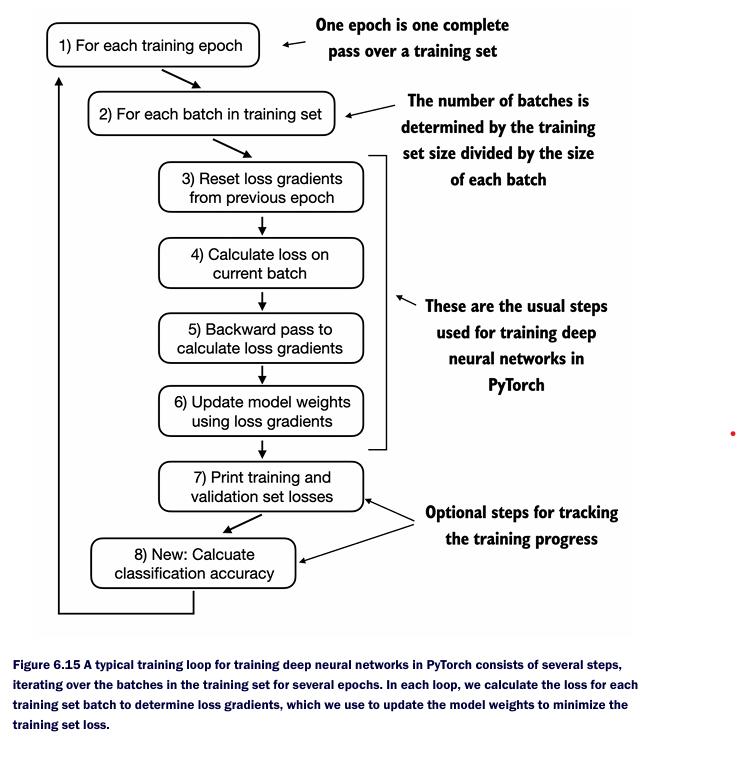 One epoch is one complete
pass over a training set
1) For each training epoch
2) For each batch in training set
The number of batches is
determined by the training
set size divided by the size
of each batch
3) Reset loss gradients
from previous epoch
4) Calculate loss on
current batch
5) Backward pass to
calculate loss gradients
These are the usual steps
used for training deep
neural networks in
PyTorch
6) Update model weights
using loss gradients
7) Print training and
validation set losses
Optional steps for tracking
the training progress
8) New: Calcuate
classification accuracy
Figure 6.15 A typical training loop for training deep neural networks in PyTorch consists of several steps,
iterating over the batches in the training set for several epochs. In each loop, we calculate the loss for each
training set batch to determine loss gradients, which we use to update the model weights to minimize the
training set loss.